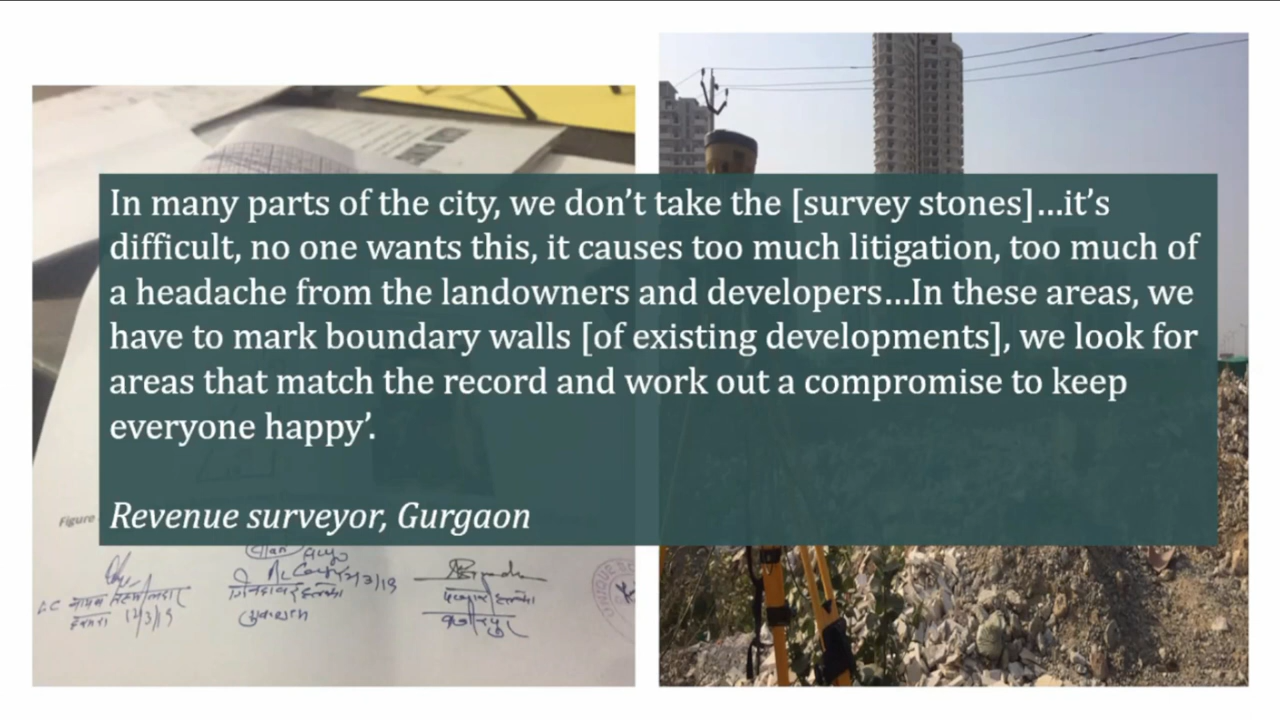 In many parts of the city, we don’t take the [survey stones]…it’s
difficult, no one wants this, it causes too much litigation, too much of
a headache from the landowners and developers…In these areas, we
have to mark boundary walls [of existing developments], we look for
areas that match the record and work out a compromise to keep
everyone happy’.
Revenue surveyor, Gurgaon
Figure
12/3/19